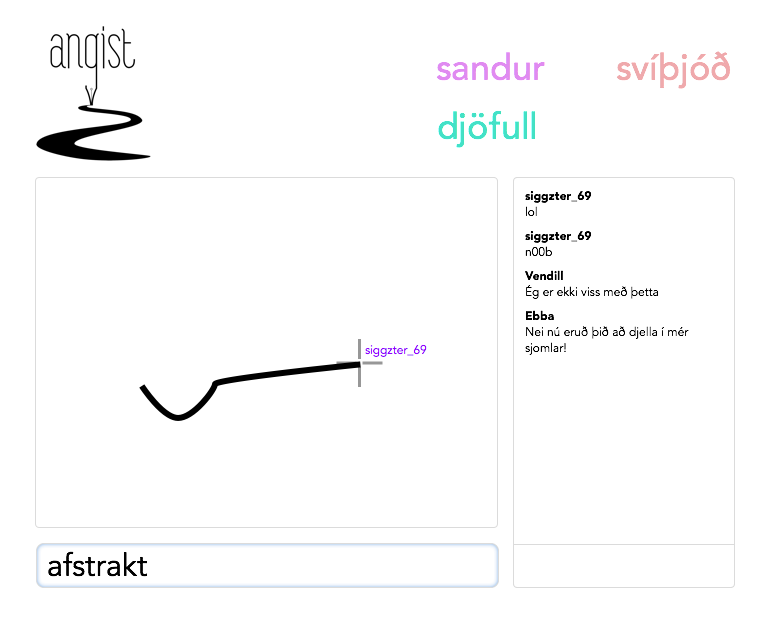 angist
sandur
svíþjóð
djöfull
siggzter_69
lol
siggzter_69
n00b
Vendill
Ég er ekki viss með þetta
Ebba
Nei nú eruð þið að djella í mér
sjomlar!
siggzter_69
afstrakt